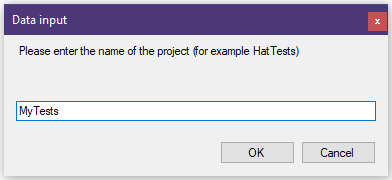 Data input
x
Please enter the name of the project (for example HatTests)
MyTests
OK
Cancel